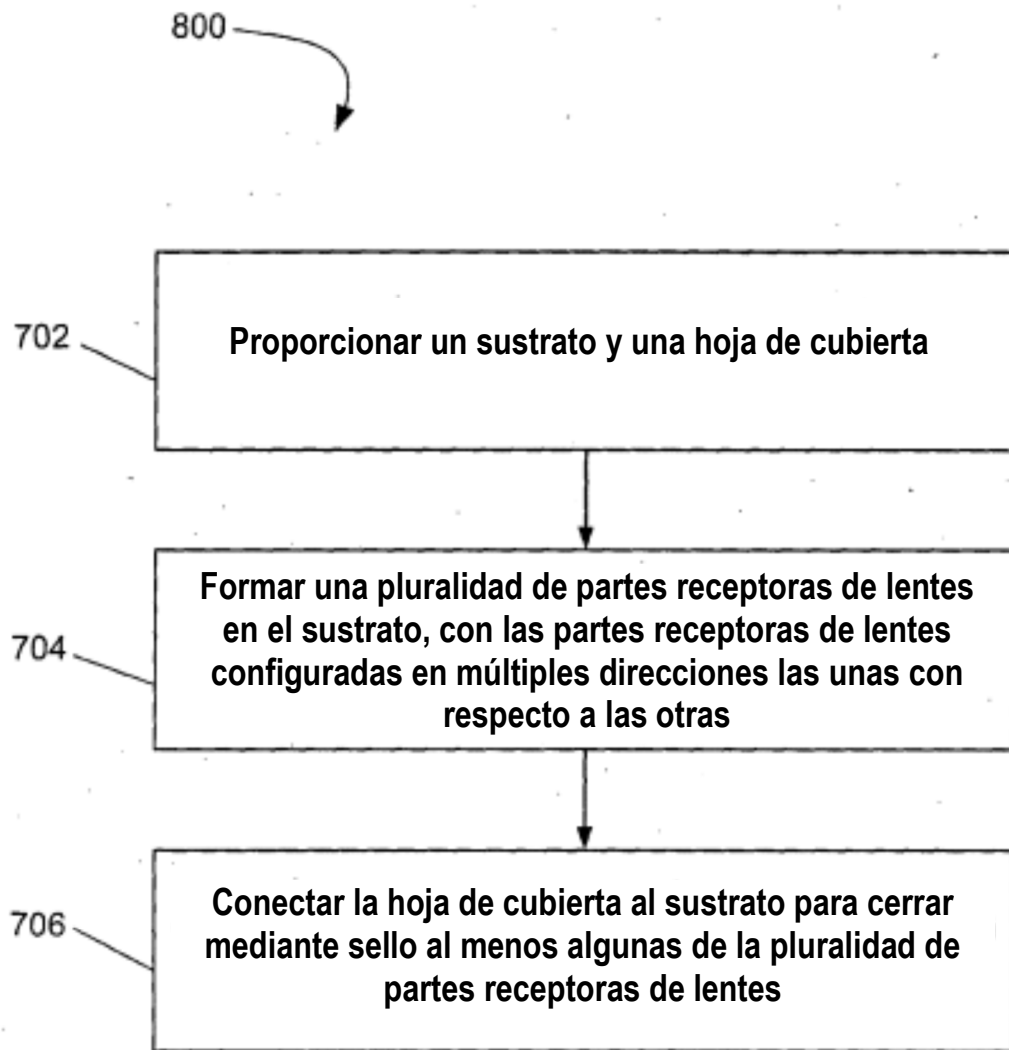 800
702
Proporcionar un sustrato y una hoja de cubierta
704
Formar una pluralidad de partes receptoras de lentes
en el sustrato, con las partes receptoras de lentes
configuradas en múltiples direcciones las unas con
respecto a las otras
706
Conectar la hoja de cubierta al sustrato para cerrar
mediante sello al menos algunas de la pluralidad de
partes receptoras de lentes